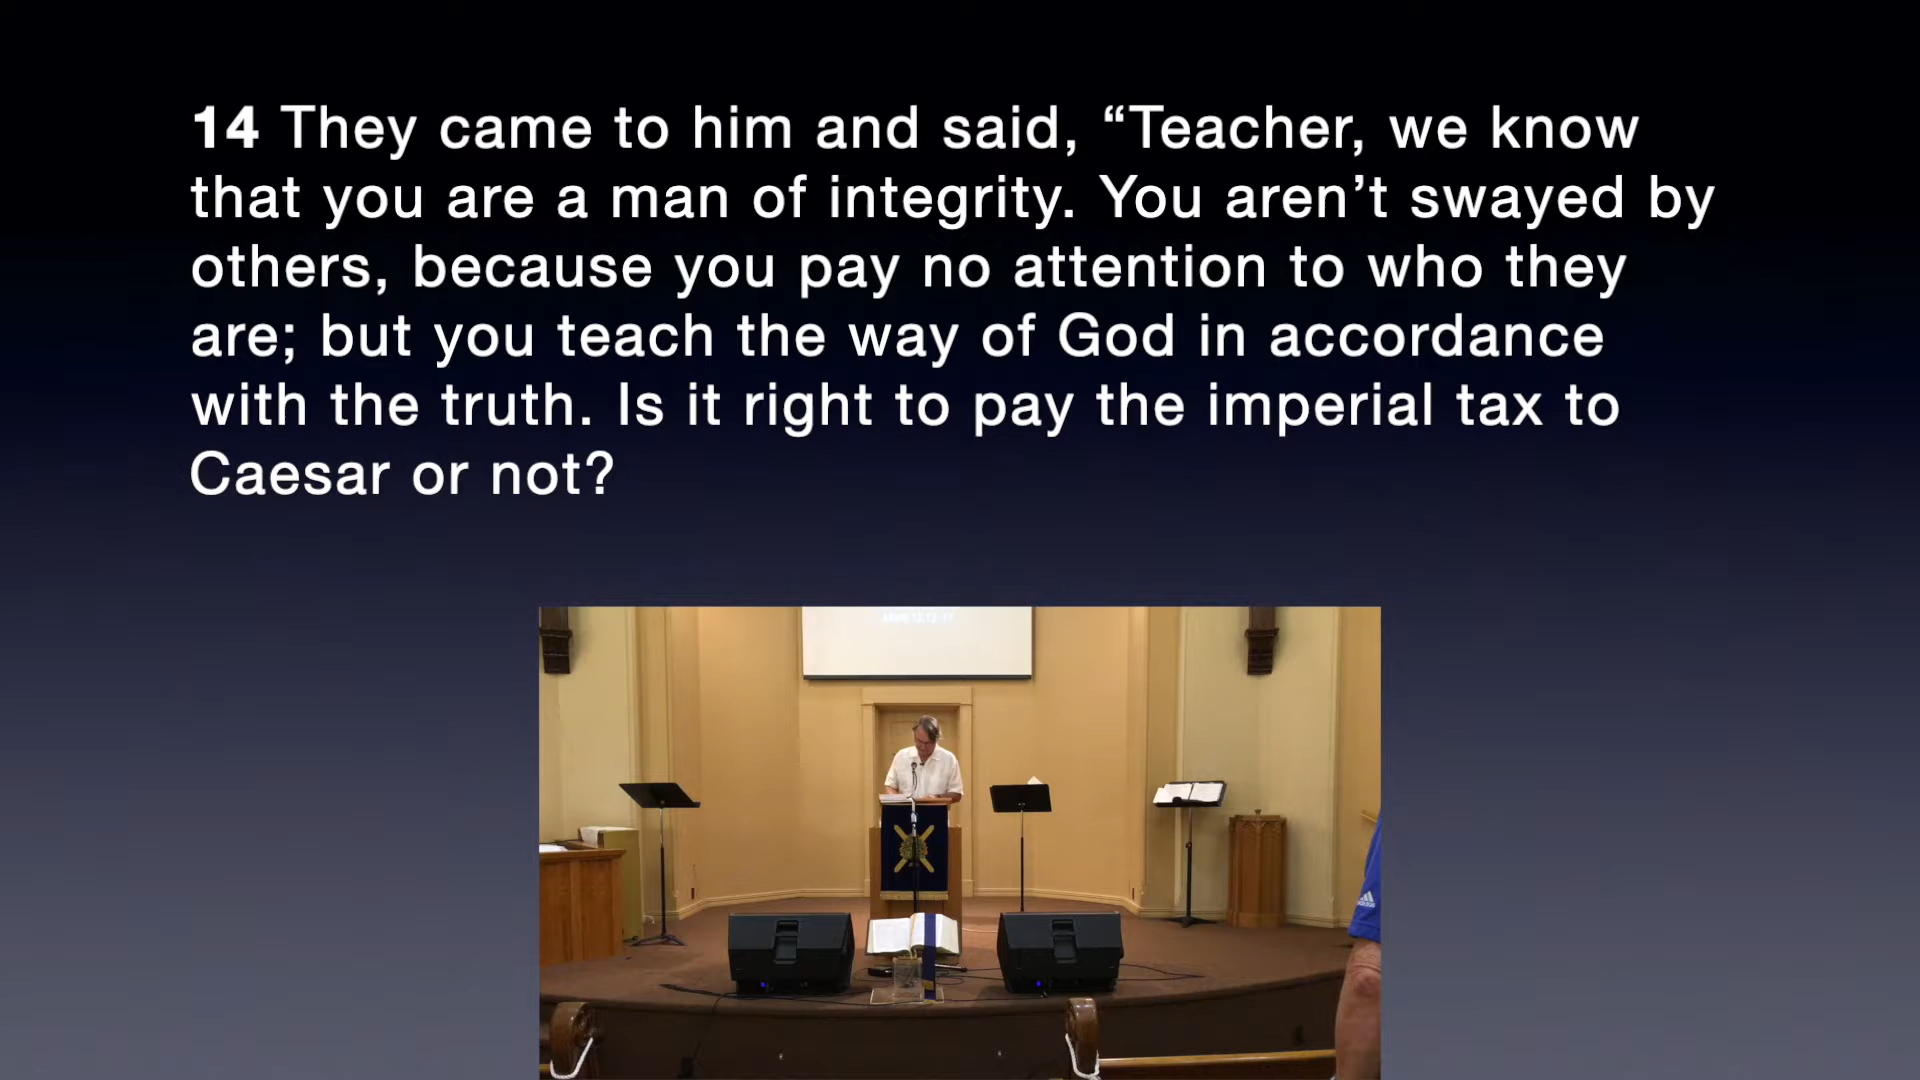 14 They came to him and said, “Teacher, we know
that you are a man of integrity. You aren’t swayed by
others, because you pay no attention to who they
are; but you teach the way of God in accordance
with the truth. Is it right to pay the imperial tax to
Caesar or not?
adidas